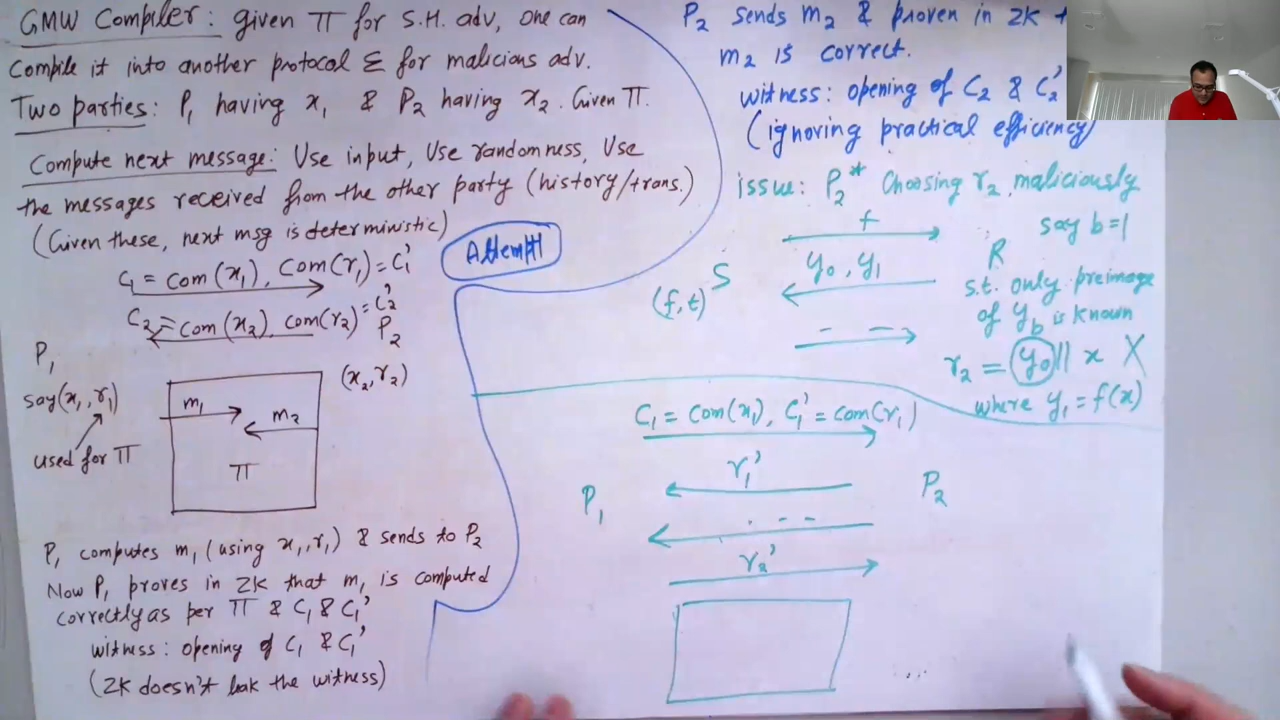 GMW Compiler: given Π for S.H. adv, one can
Compile it into another protocol Σ for malicious adv.
Two parties: P₁ having x₁ & P₂ having x₂. Given Π.
Compute next message: Use input, Use randomness, Use
the messages received from the other party (history/trans.)
(Given these, next msg is deterministic)
C₁ = Com(x₁), Com(r₁) = C₁'
C₂ = Com(x₂) com(r₂) = C₂'
P₂
P₁
say(x₁, r₁)
(x₂, r₂)
m₁
m₂
used for Π
Π
P₁ computes m₁ (using x₁, r₁) & sends to P₂
Now P₁ proves in ZK that m₁ is computed
correctly as per Π & C₁ & C₁'
witness: opening of C₁ & C₁'
(ZK doesn't leak the witness)
Attempt 1
P₂ sends m₂ & proven in ZK
m₂ is correct.
witness: opening of C₂ & C₂'
(ignoring practical efficiency)
issue: P₂* Choosing r₂ maliciously
f
say b=1
S
y₀, y₁
R
(f,t)
s.t. only preimage
of y_b is known
- -
r₂ = y₀ || x X
where y₁ = f(x)
C₁ = Com(x₁), C₁' = com(r₁)
r₁'
P₁
P₂
. - -
r₂'
...